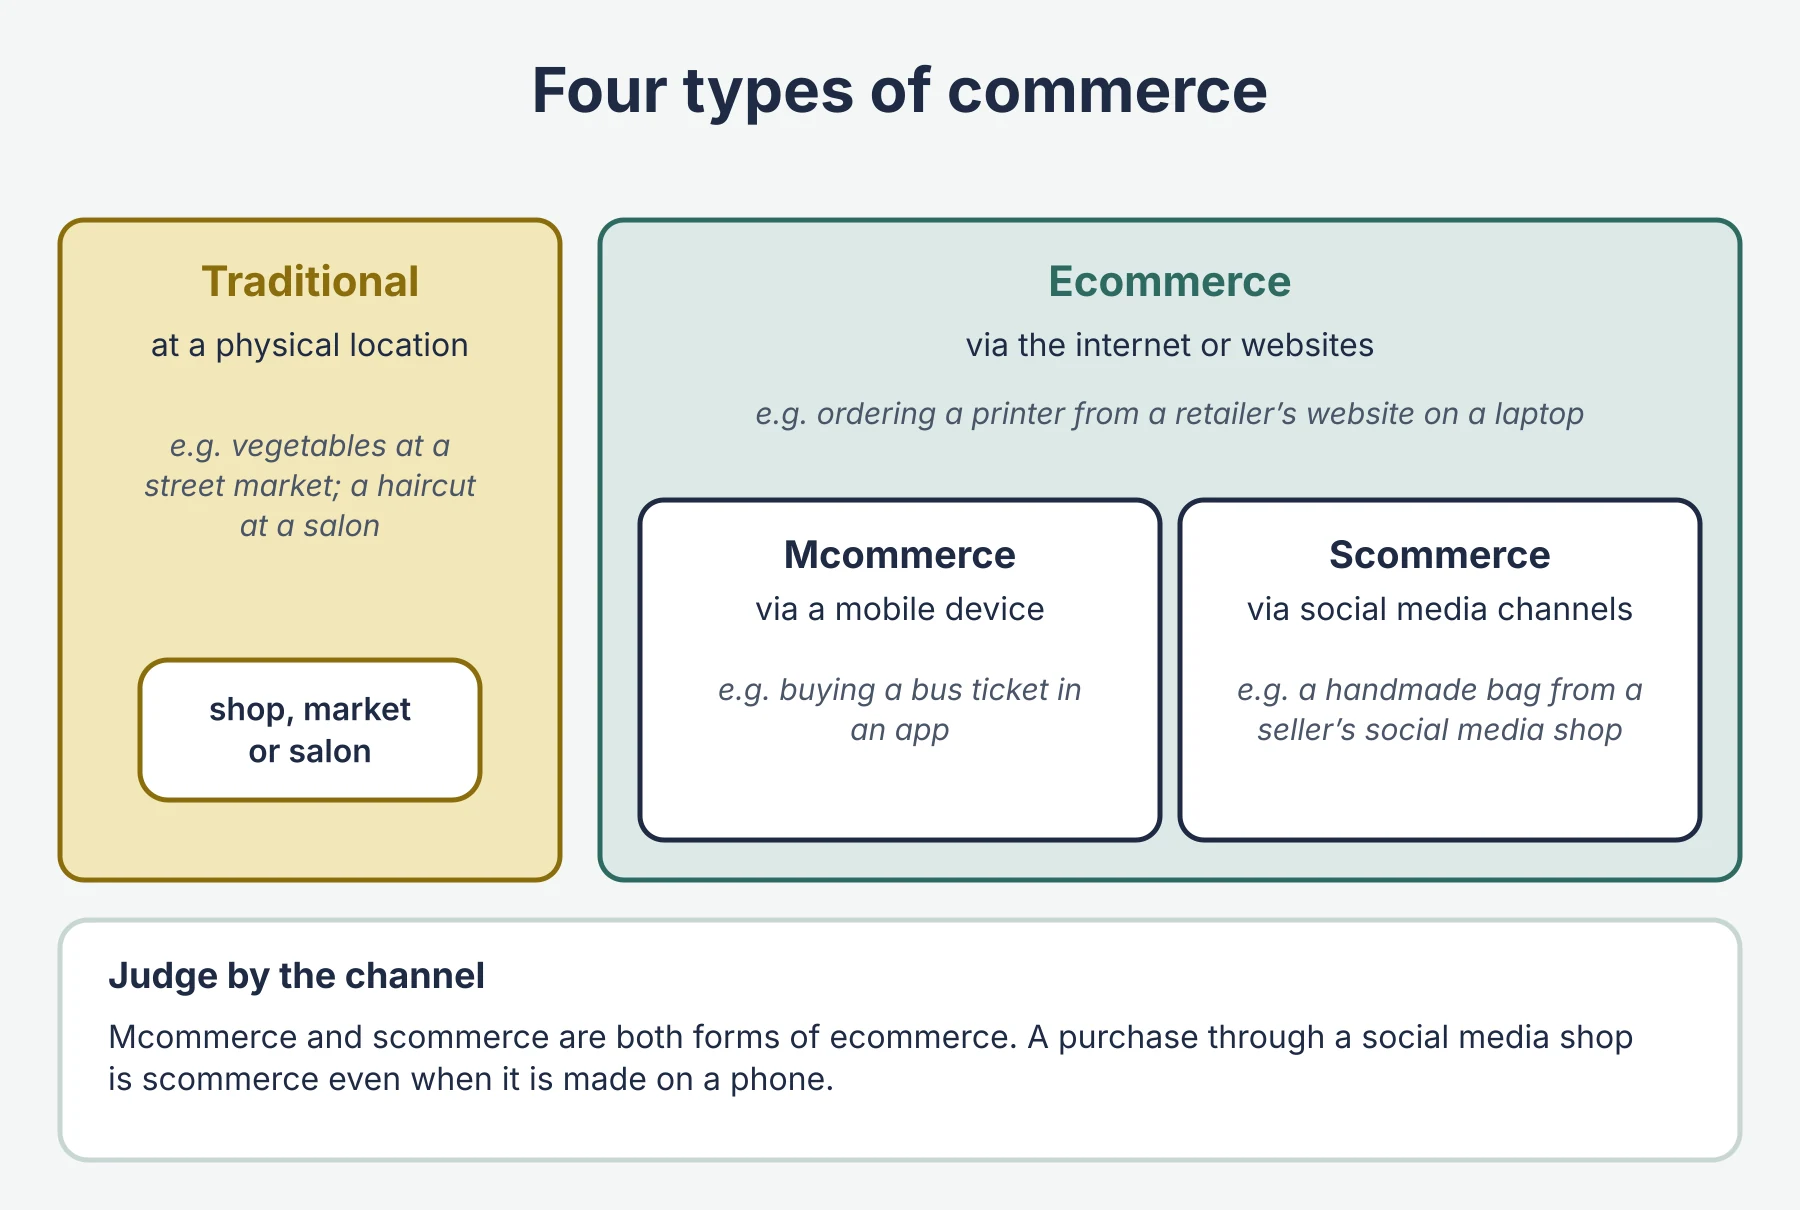 Four types of commerce
Traditional
at a physical location
e.g. vegetables at a
street market; a haircut
at a salon
shop, market
or salon
Ecommerce
via the internet or websites
e.g. ordering a printer from a retailer’s website on a laptop
Mcommerce
via a mobile device
e.g. buying a bus ticket in
an app
Scommerce
via social media channels
e.g. a handmade bag from a
seller’s social media shop
Judge by the channel
Mcommerce and scommerce are both forms of ecommerce. A purchase through a social media shop
is scommerce even when it is made on a phone.